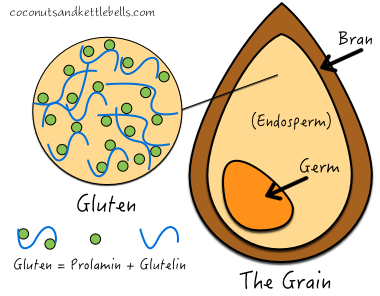 coconutsandkettlebells.com
Bran
(Endosperm)
Germ
Gluten
Gluten = Prolamin + Glutelin
The Grain